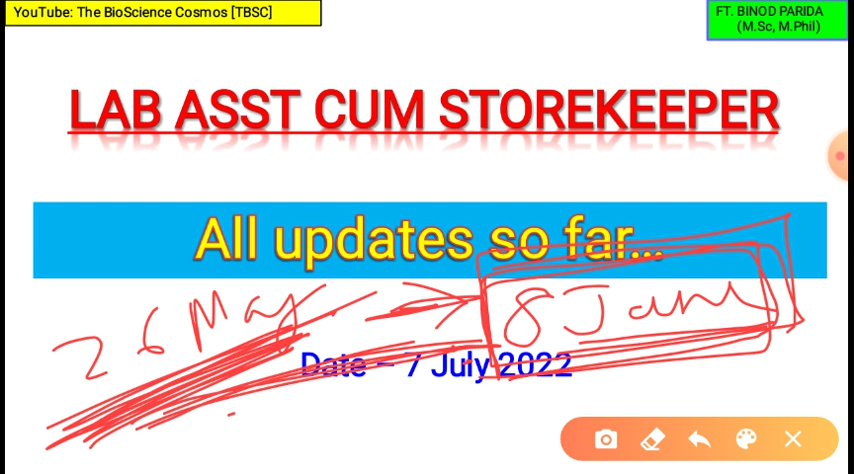 YouTube: The BioScience Cosmos [TBSC]
FT. BINOD PARIDA
(M.Sc, M.Phil)
LAB ASST CUM STOREKEEPER
All updates so far...
26 May
8
Date – 7 July 2022